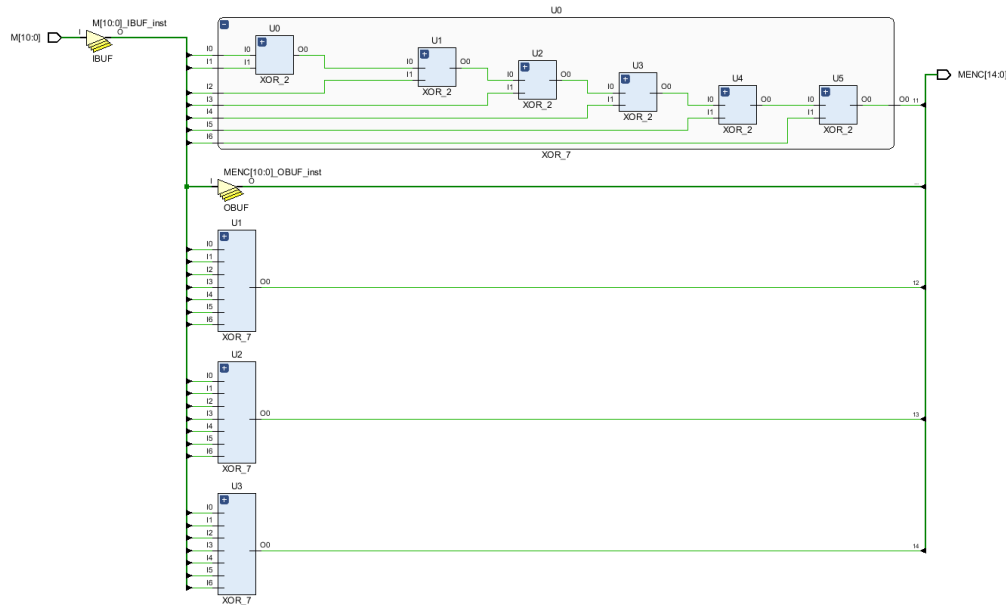 U0
M[10:0]
I
M[10:0]_IBUF_inst
O
IBUF
I0
I1
I2
I3
I4
I5
I6
U0
I0
I1
O0
XOR_2
U1
I0
I1
O0
XOR_2
U2
I0
I1
O0
XOR_2
U3
I0
I1
O0
XOR_2
U4
I0
I1
O0
XOR_2
U5
I0
I1
O0
XOR_2
O0
11
XOR_7
MENC[14:0]
MENC[10:0]_OBUF_inst
I
O
OBUF
U1
I0
I1
I2
I3
I4
I5
I6
O0
12
XOR_7
U2
I0
I1
I2
I3
I4
I5
I6
O0
13
XOR_7
U3
I0
I1
I2
I3
I4
I5
I6
O0
14
XOR_7